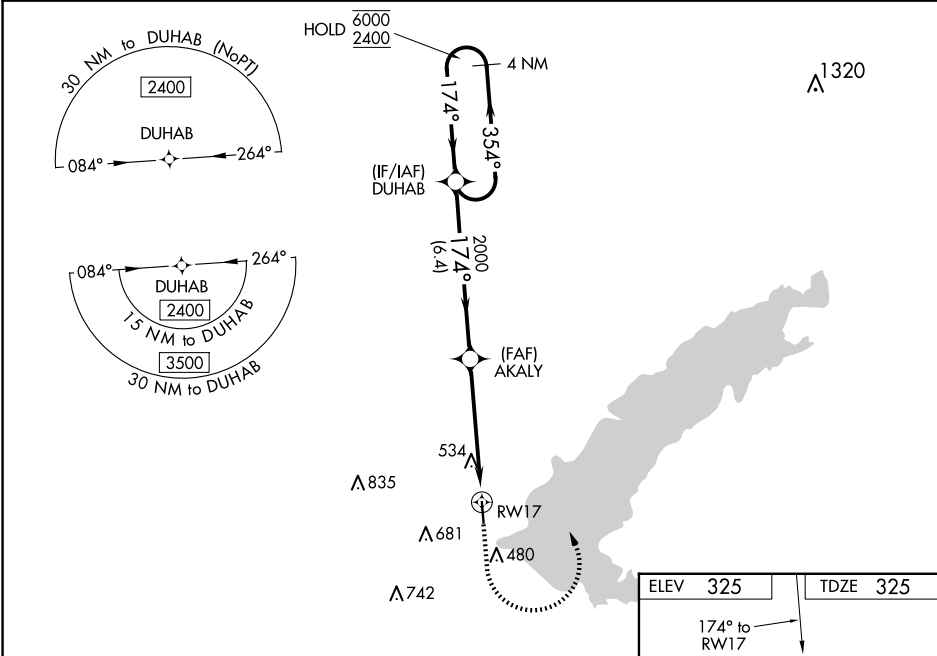 30 NM to DUHAB (NoPT)
2400
DUHAB
084°
264°
084°
264°
DUHAB
2400
15 NM to DUHAB
3500
30 NM to DUHAB
HOLD 6000
2400
4 NM
174°
354°
(IF/IAF)
DUHAB
2000
174°
(6.4)
(FAF)
AKALY
1320
534
835
RW17
681
480
742
ELEV 325
TDZE 325
174° to
RW17